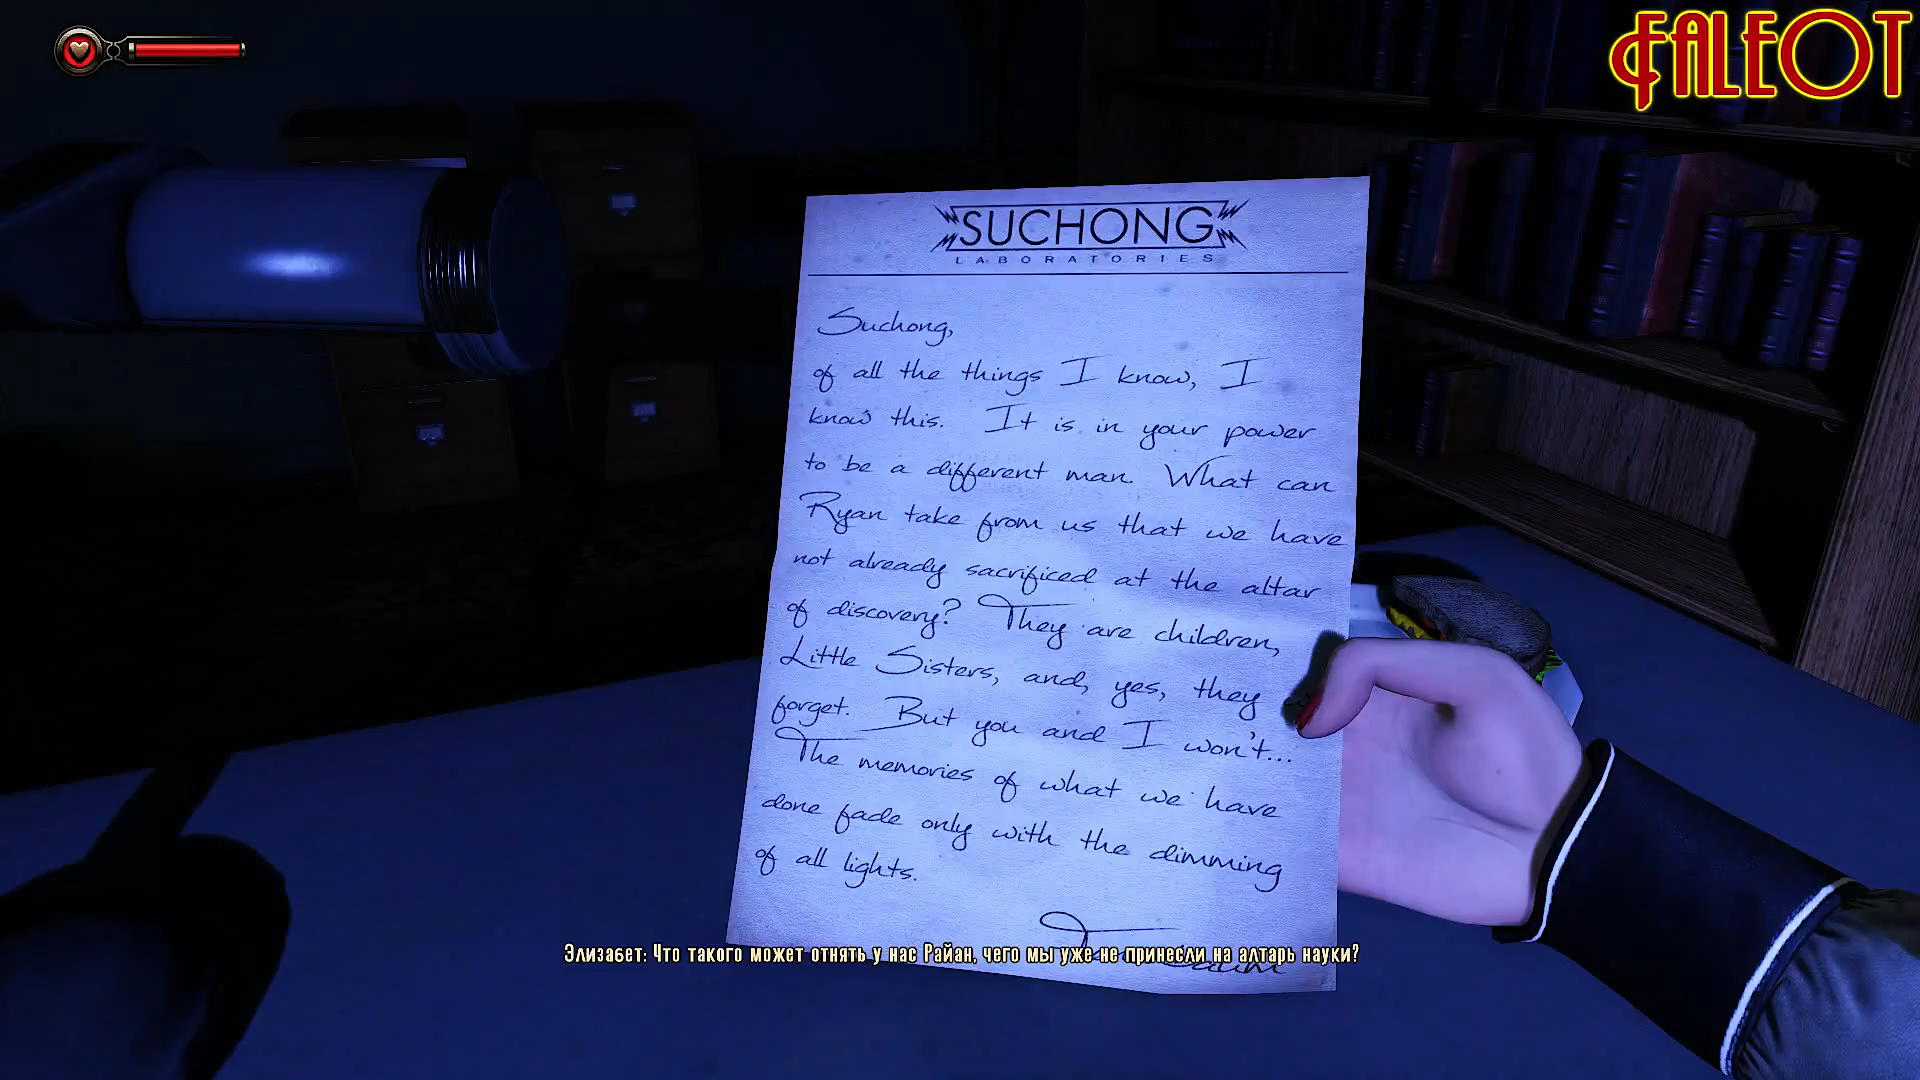 FALEOT
SUCHONG
LABORATORIES
Suchong,
of all the things I know, I
know this. It is in your power
to be a different man. What can
Ryan take from us that we have
not already sacrificed at the altar
of discovery? They are children,
Little Sisters, and, yes, they
forget. But you and I won't...
The memories of what we have
done fade only with the dimming
of all lights.
Элизабет: Что такого может отнять у нас Райан, чего мы уже не принесли на алтарь науки?